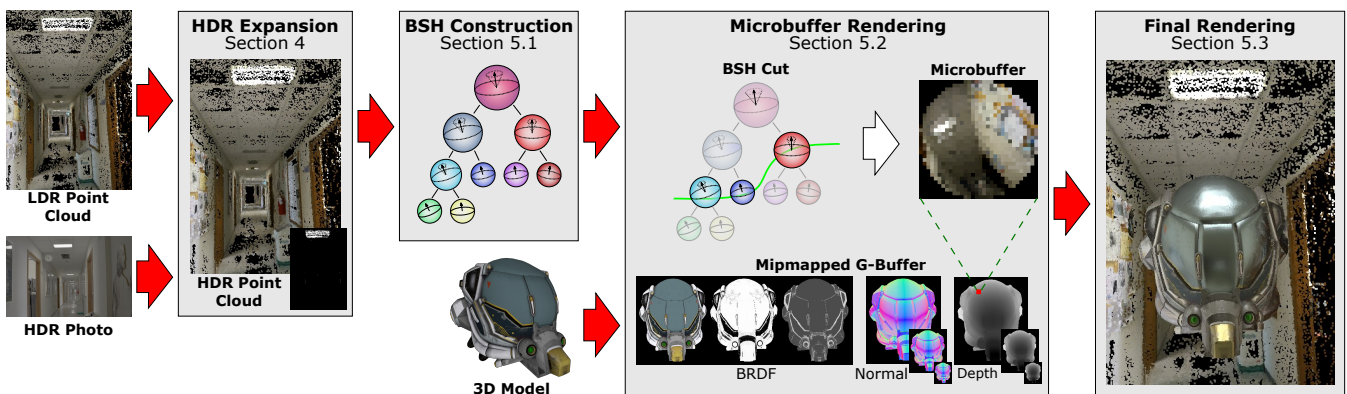 HDR Expansion
Section 4
BSH Construction
Section 5.1
Microbuffer Rendering
Section 5.2
Final Rendering
Section 5.3
LDR Point
Cloud
HDR Photo
HDR Point
Cloud
3D Model
BSH Cut
Microbuffer
Mipmapped G-Buffer
BRDF
Normal
Depth